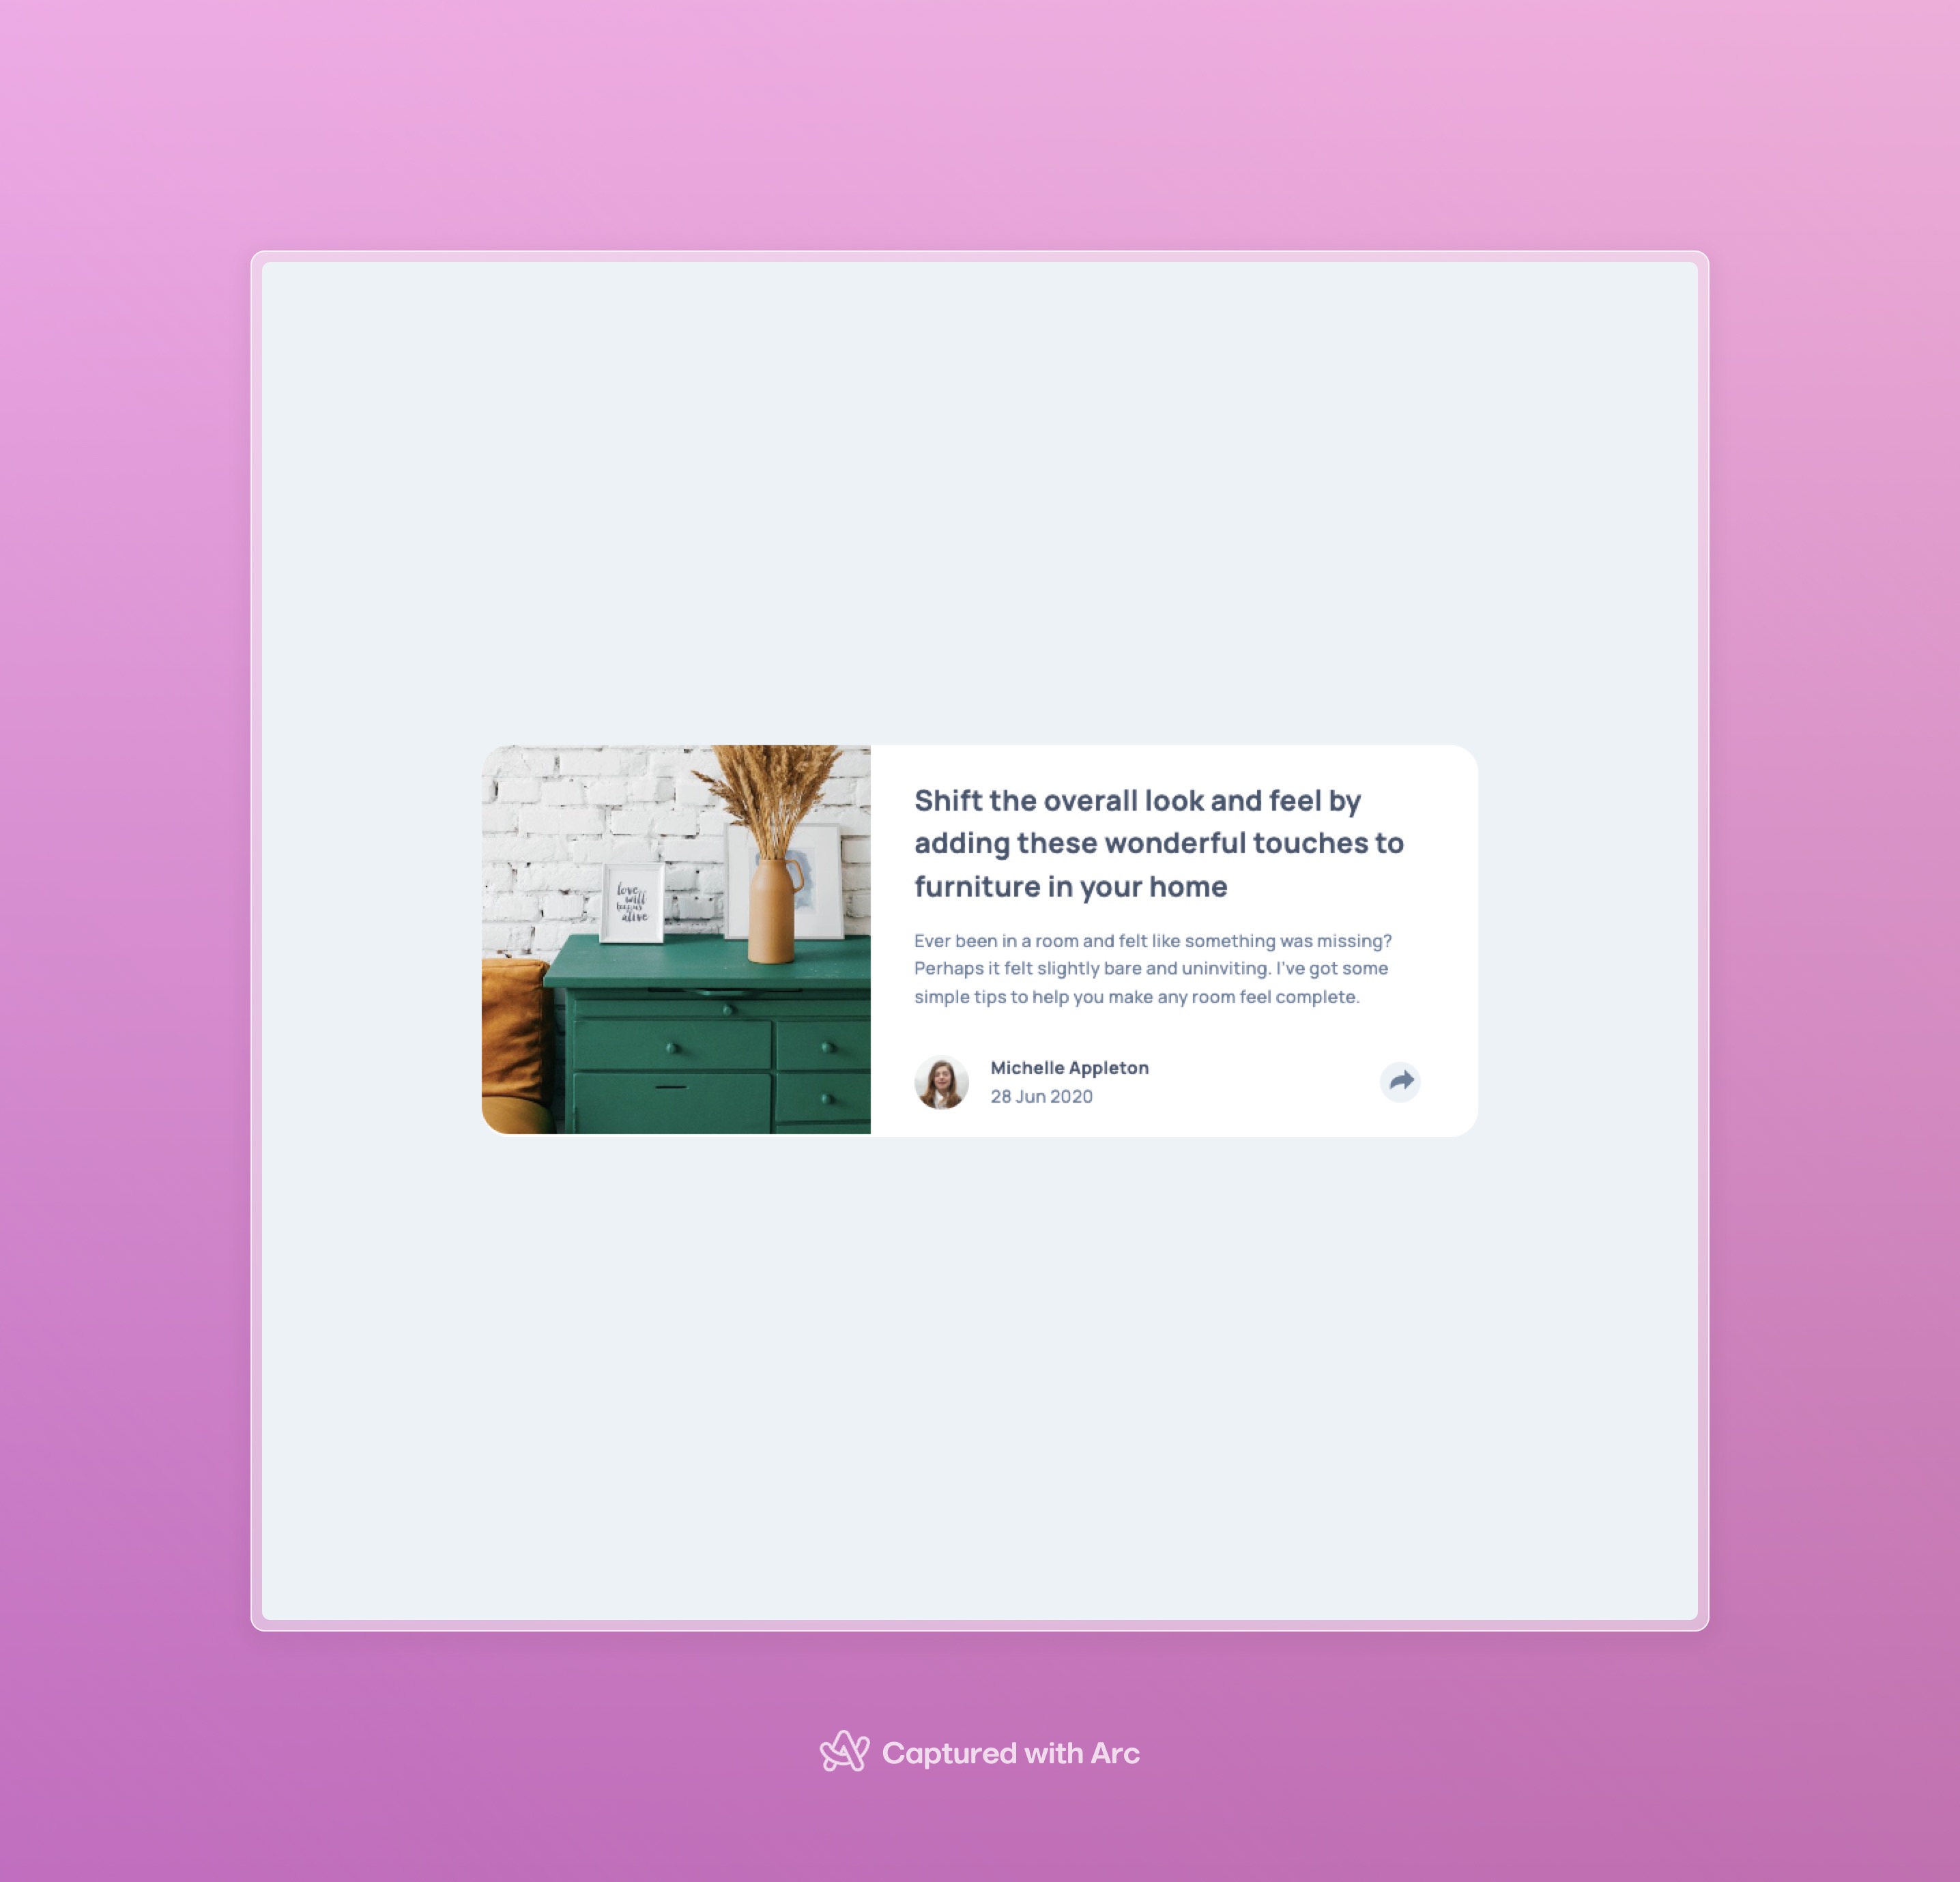 love
will
keep us
alive
Shift the overall look and feel by
adding these wonderful touches to
furniture in your home
Ever been in a room and felt like something was missing?
Perhaps it felt slightly bare and uninviting. I've got some
simple tips to help you make any room feel complete.
Michelle Appleton
28 Jun 2020
Captured with Arc